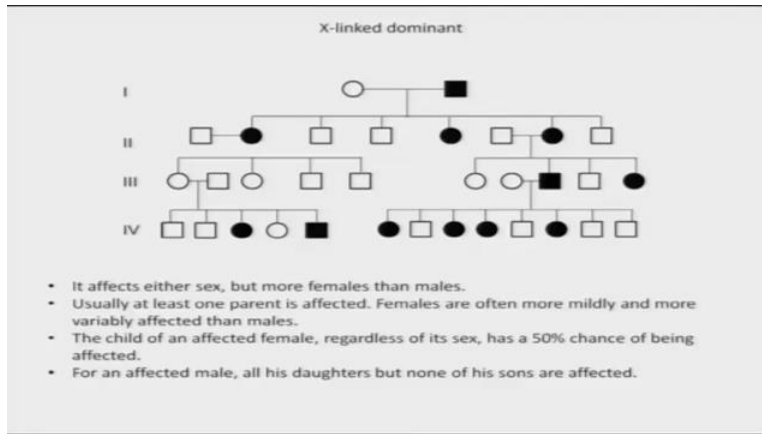 X-linked dominant
I
II
III
IV
• It affects either sex, but more females than males.
• Usually at least one parent is affected. Females are often more mildly and more
variably affected than males.
• The child of an affected female, regardless of its sex, has a 50% chance of being
affected.
• For an affected male, all his daughters but none of his sons are affected.